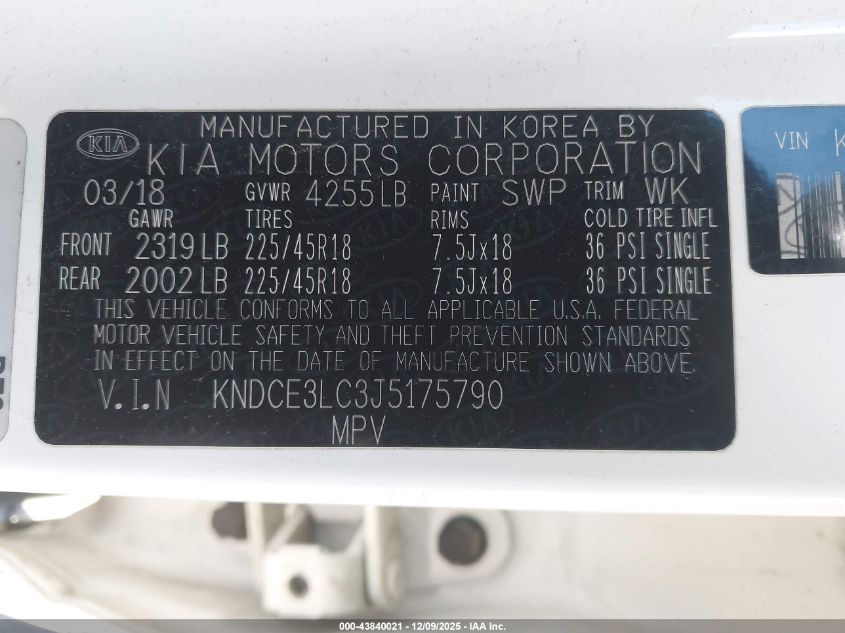 MANUFACTURED IN KOREA BY
KIA KIA MOTORS CORPORATION
03/18 GVWR 4255LB PAINT SWP TRIM WK
GAWR TIRES RIMS COLD TIRE INFL
FRONT 2319LB 225/45R18 7.5Jx18 36 PSI SINGLE
REAR 2002LB 225/45R18 7.5Jx18 36 PSI SINGLE
THIS VEHICLE CONFORMS TO ALL APPLICABLE U.S.A. FEDERAL
MOTOR VEHICLE SAFETY AND THEFT PREVENTION STANDARDS
IN EFFECT ON THE DATE OF MANUFACTURE SHOWN ABOVE.
V.I.N KNDCE3LC3J5175790
MPV
VIN K
000-43840021 - 12/09/2025 - IAA Inc.